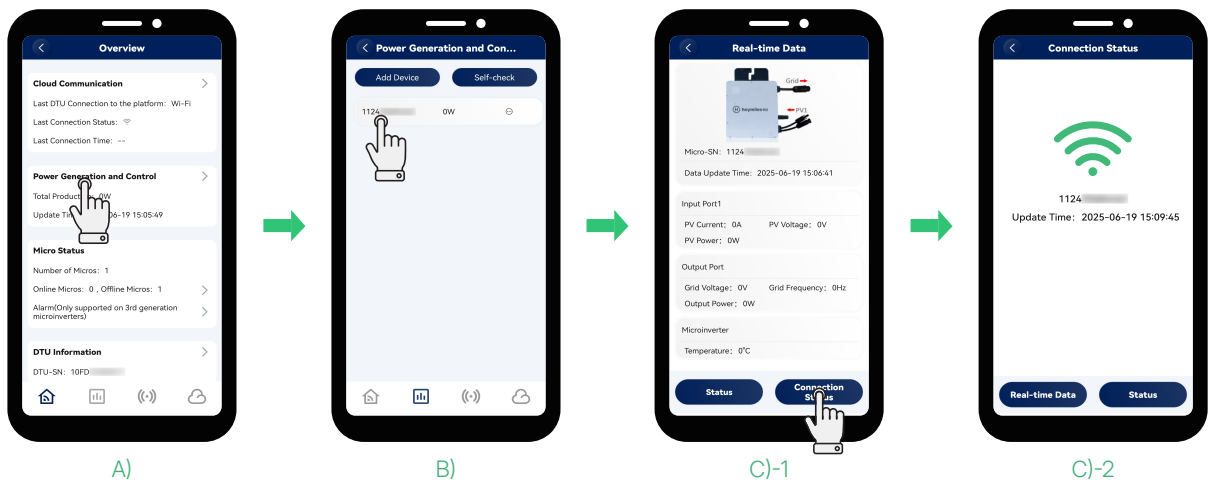 Overview
Cloud Communication
Last DTU Connection to the platform: Wi-Fi
Last Connection Status:
Last Connection Time: --
Power Generation and Control
Total Product : 0W
Update Ti 6-19 15:05:49
Micro Status
Number of Micros: 1
Online Micros: 0 , Offline Micros: 1
Alarm(Only supported on 3rd generation
microinverters)
DTU Information
DTU-SN: 10FD
A)
Power Generation and Con...
Add Device Self-check
1124 0W
B)
Real-time Data
Grid
hoymiles
PV1
Micro-SN: 1124
Data Update Time: 2025-06-19 15:06:41
Input Port1
PV Current: 0A PV Voltage: 0V
PV Power: 0W
Output Port
Grid Voltage: 0V Grid Frequency: 0Hz
Output Power: 0W
Microinverter
Temperature: 0°C
Status
Connection
Status
C)-1
Connection Status
1124
Update Time: 2025-06-19 15:09:45
Real-time Data Status
C)-2